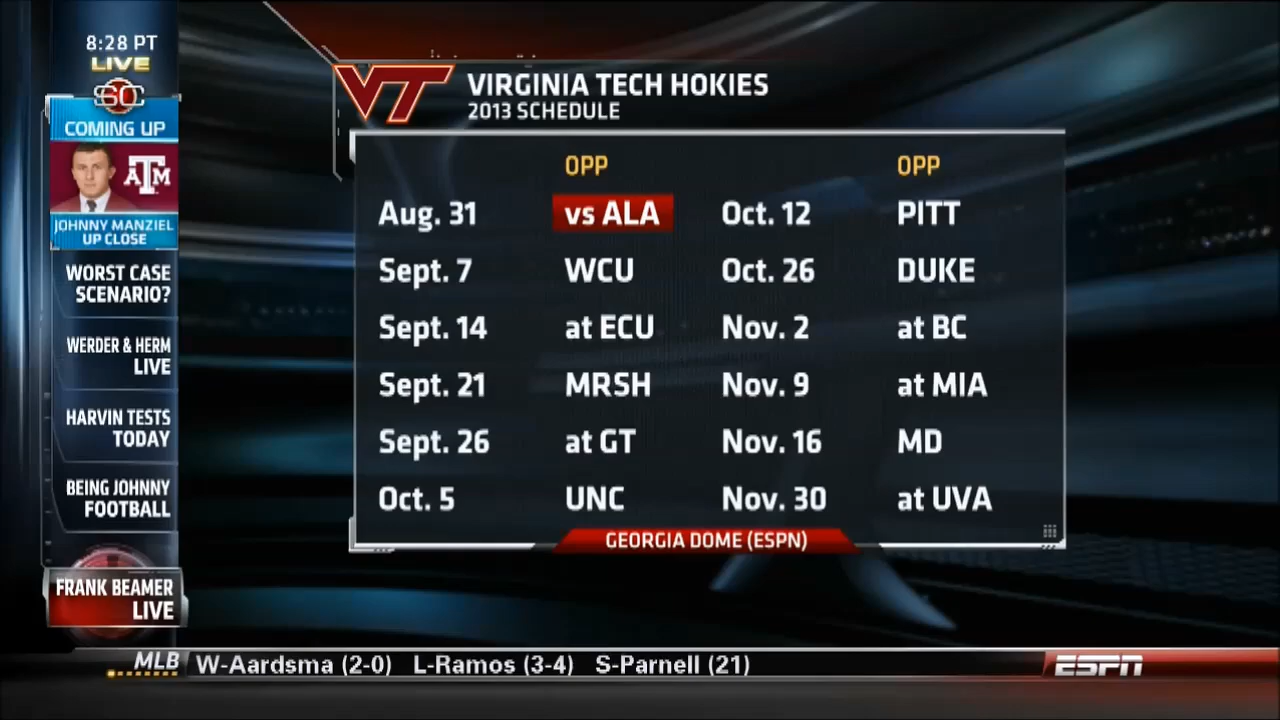 8:28 PT
LIVE
COMING UP
ATM
JOHNNY MANZIEL
UP CLOSE
WORST CASE
SCENARIO?
WERDER & HERM
LIVE
HARVIN TESTS
TODAY
BEING JOHNNY
FOOTBALL
FRANK BEAMER
LIVE
VT
VIRGINIA TECH HOKIES
2013 SCHEDULE
OPP OPP
Aug. 31 vs ALA Oct. 12 PITT
Sept. 7 WCU Oct. 26 DUKE
Sept. 14 at ECU Nov. 2 at BC
Sept. 21 MRSH Nov. 9 at MIA
Sept. 26 at GT Nov. 16 MD
Oct. 5 UNC Nov. 30 at UVA
GEORGIA DOME (ESPN)
MLB W-Aardsma (2-0) L-Ramos (3-4) S-Parnell (21) ESPN